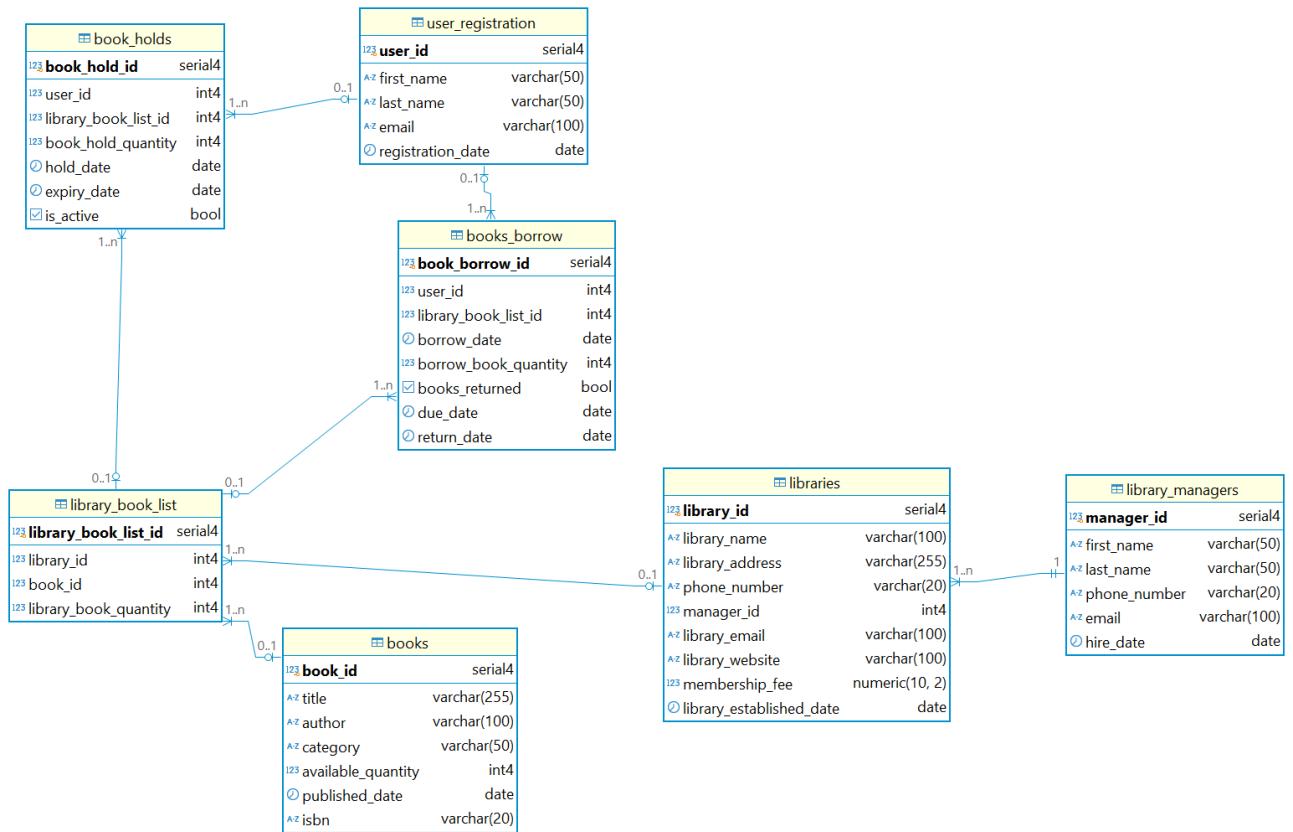 book_holds
book_hold_id serial4
user_id int4
library_book_list_id int4
book_hold_quantity int4
hold_date date
expiry_date date
is_active bool
1..n
0..1
user_registration
user_id serial4
first_name varchar(50)
last_name varchar(50)
email varchar(100)
registration_date date
0..1
1..n
1..n
books_borrow
book_borrow_id serial4
user_id int4
library_book_list_id int4
borrow_date date
borrow_book_quantity int4
books_returned bool
due_date date
return_date date
1..n
0..1
0..1
library_book_list
library_book_list_id serial4
library_id int4
book_id int4
library_book_quantity int4
1..n
1..n
0..1
0..1
books
book_id serial4
title varchar(255)
author varchar(100)
category varchar(50)
available_quantity int4
published_date date
isbn varchar(20)
libraries
library_id serial4
library_name varchar(100)
library_address varchar(255)
phone_number varchar(20)
manager_id int4
library_email varchar(100)
library_website varchar(100)
membership_fee numeric(10, 2)
library_established_date date
1..n
1
library_managers
manager_id serial4
first_name varchar(50)
last_name varchar(50)
phone_number varchar(20)
email varchar(100)
hire_date date